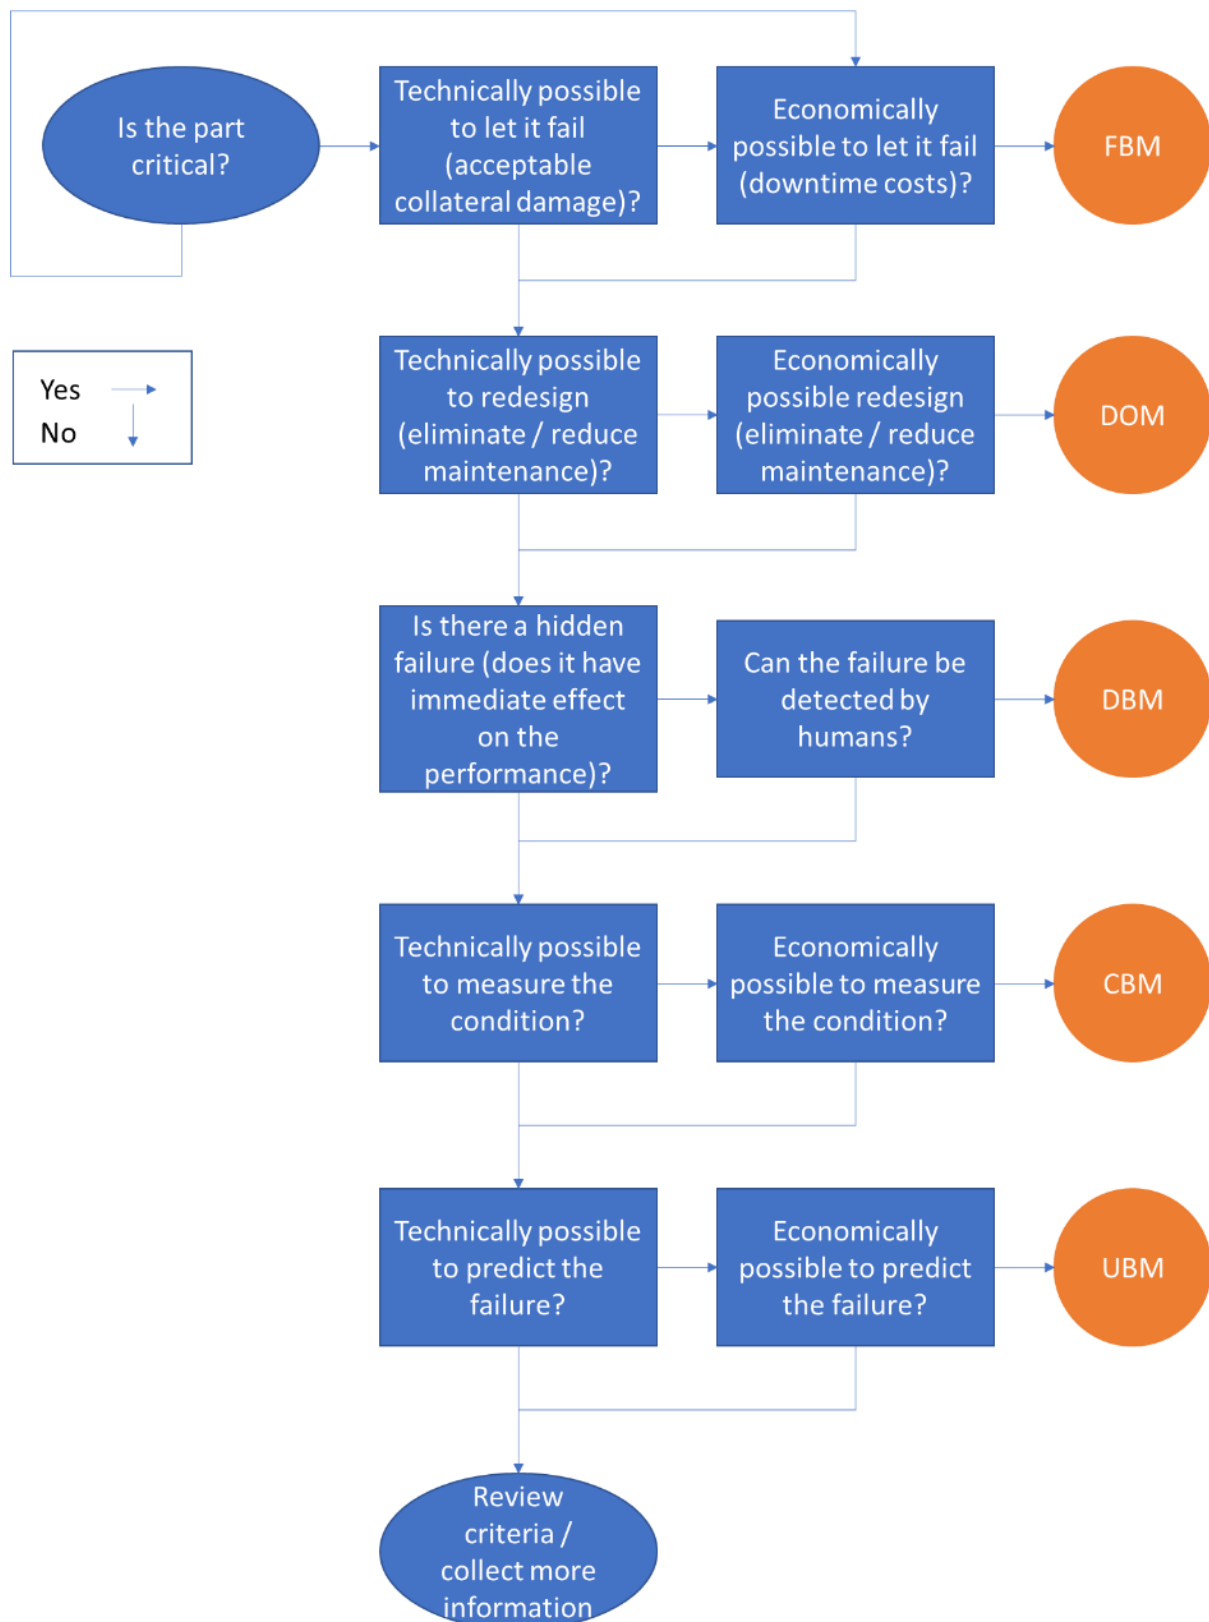 Is the part
critical?
Technically possible
to let it fail
(acceptable
collateral damage)?
Economically
possible to let it fail
(downtime costs)?
FBM
Yes
No
Technically possible
to redesign
(eliminate / reduce
maintenance)?
Economically
possible redesign
(eliminate / reduce
maintenance)?
DOM
Is there a hidden
failure (does it have
immediate effect
on the
performance)?
Can the failure be
detected by
humans?
DBM
Technically possible
to measure the
condition?
Economically
possible to measure
the condition?
CBM
Technically possible
to predict the
failure?
Economically
possible to predict
the failure?
UBM
Review
criteria /
collect more
information